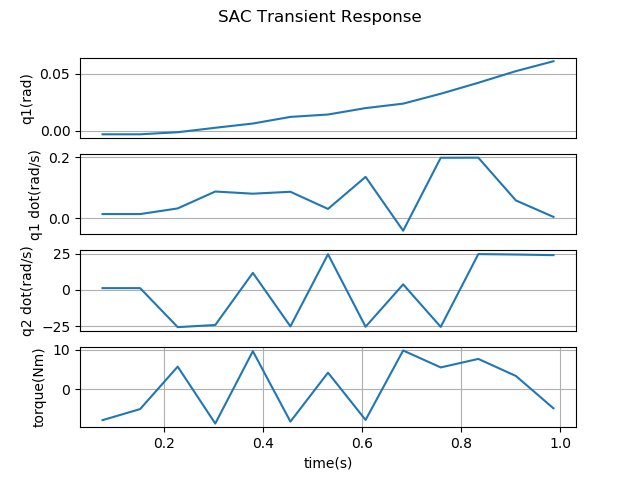 SAC Transient Response
q1(rad)
0.05
0.00
q1 dot(rad/s)
0.2
0.0
q2 dot(rad/s)
25
0
−25
torque(Nm)
10
0
0.2 0.4 0.6 0.8 1.0
time(s)